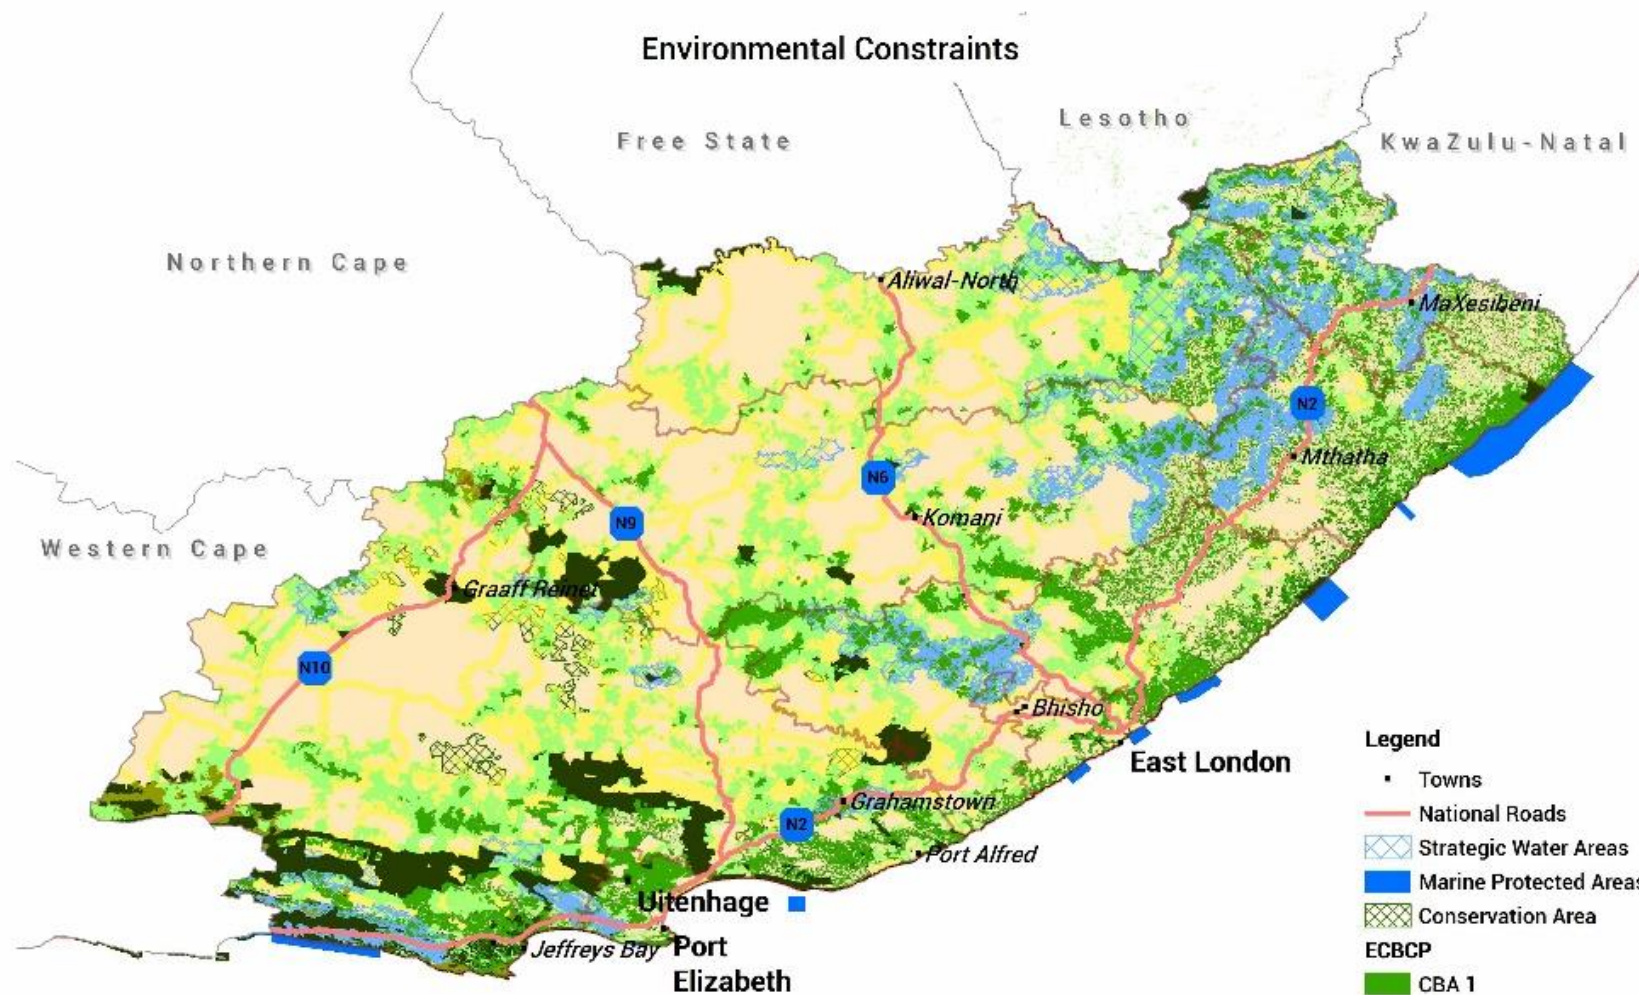 Environmental Constraints
Lesotho
Free State
KwaZulu-Natal
Northern Cape
Aliwal-North
MaXesibeni
N2
Mthatha
N6
Komani
N9
Western Cape
Graaff Reinet
N10
Bhisho
East London
Grahamstown
N2
Port Alfred
Uitenhage
Jeffreys Bay
Port
Elizabeth
Legend
Towns
National Roads
Strategic Water Areas
Marine Protected Areas
Conservation Area
ECBCP
CBA 1